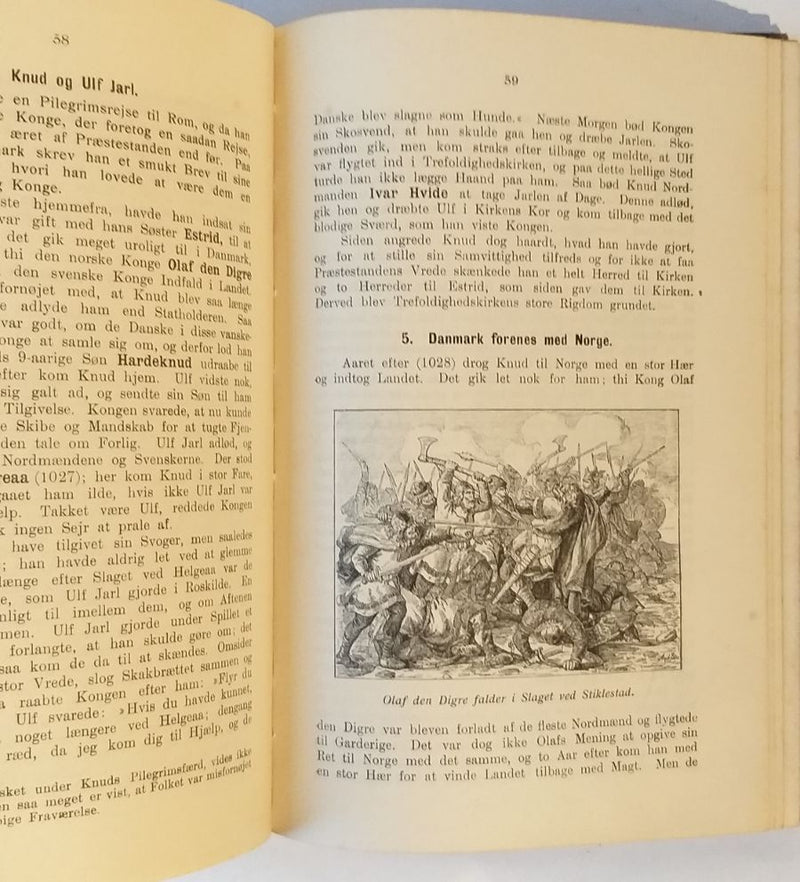 58
Knud og Ulf Jarl.
en Pilegrimsrejse til Rom, og da han
Konge, der foretog en saadan Rejse,
æret af Præstestanden end før. Paa
ark skrev han et smukt Brev til sine
hvori han lovede at være dem en
Konge.
ste hjemmefra, havde han indsat sin
var gift med hans Søster Estrid, til at
det gik meget uroligt til i Danmark,
thi den norske Konge Olaf den Digre
den svenske Konge Indfald i Landet.
fornøjet med, at Knud blev saa længe
e adlyde ham end Statholderen. Saa
var godt, om de Danske i disse vanske-
onge at samle sig om, og derfor lod han
ds 9-aarige Søn Hardeknud udraabe til
efter kom Knud hjem. Ulf vidste nok,
sig galt ad, og sendte sin Søn til ham
Tilgivelse. Kongen svarede, at nu kunde
e Skibe og Mandskab for at tugte Fjen-
den tale om Forlig. Ulf Jarl adlød, og
Nordmændene og Svenskerne. Der stod
reaa (1027); her kom Knud i stor Fare,
gaaet ham ilde, hvis ikke Ulf Jarl var
lp. Takket være Ulf, reddede Kongen
k ingen Sejr at prale af.
have tilgivet sin Svoger, men saaledes
; han havde aldrig let ved at glemme
længe efter Slaget ved Helgeaa var de
e, som Ulf Jarl gjorde i Roskilde. En
nligt til imellem dem, og om Aftenen
men. Ulf Jarl gjorde under Spillet et
forlangte, at han skulde gøre om; det
saa kom de da til at skændes. Omsider
stor Vrede, slog Skakbrættet sammen og
a raabte Kongen efter ham: »Flyr du
Ulf svarede: »Hvis du havde kunnet,
noget længere ved Helgeaa; dengang
ræd, da jeg kom dig til Hjælp, og de
sket under Knuds Pilegrimsfærd, vides ikke
en saa meget er vist, at Folket var misfornøjet
ige Fraværelse.
59
Danske blev slagne som Hunde.« Næste Morgen bød Kongen
sin Skosvend, at han skulde gaa hen og dræbe Jarlen. Sko-
svenden gik, men kom straks efter tilbage og meldte, at Ulf
var flygtet ind i Trefoldighedskirken, og paa dette hellige Sted
turde han ikke lægge Haand paa ham. Saa bød Knud Nord-
manden Ivar Hvide at tage Jarlen af Dage. Denne adlød,
gik hen og dræbte Ulf i Kirkens Kor og kom tilbage med det
blodige Sværd, som han viste Kongen.
Siden angrede Knud dog haardt, hvad han havde gjort,
og for at stille sin Samvittighed tilfreds og for ikke at faa
Præstestandens Vrede skænkede han et helt Herred til Kirken
og to Herreder til Estrid, som siden gav dem til Kirken.
Derved blev Trefoldighedskirkens store Rigdom grundet.
5. Danmark forenes med Norge.
Aaret efter (1028) drog Knud til Norge med en stor Hær
og indtog Landet. Det gik let nok for ham; thi Kong Olaf
Olaf den Digre falder i Slaget ved Stiklestad.
den Digre var bleven forladt af de fleste Nordmænd og flygtede
til Garderige. Det var dog ikke Olafs Mening at opgive sin
Ret til Norge med det samme, og to Aar efter kom han med
en stor Hær for at vinde Landet tilbage med Magt. Men de